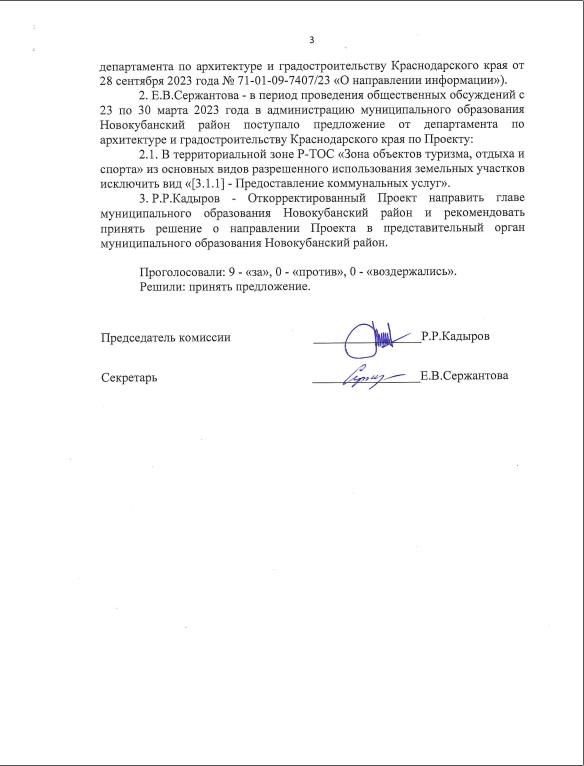 3
департамента по архитектуре и градостроительству Краснодарского края от
28 сентября 2023 года № 71-01-09-7407/23 «О направлении информации»).
2. Е.В.Сержантова - в период проведения общественных обсуждений с
23 по 30 марта 2023 года в администрацию муниципального образования
Новокубанский район поступало предложение от департамента по
архитектуре и градостроительству Краснодарского края по Проекту:
2.1. В территориальной зоне Р-ТОС «Зона объектов туризма, отдыха и
спорта» из основных видов разрешенного использования земельных участков
исключить вид «[3.1.1] - Предоставление коммунальных услуг».
3. Р.Р.Кадыров - Откорректированный Проект направить главе
муниципального образования Новокубанский район и рекомендовать
принять решение о направлении Проекта в представительный орган
муниципального образования Новокубанский район.
Проголосовали: 9 - «за», 0 - «против», 0 - «воздержались».
Решили: принять предложение.
Председатель комиссии Р.Р.Кадыров
Секретарь Е.В.Сержантова